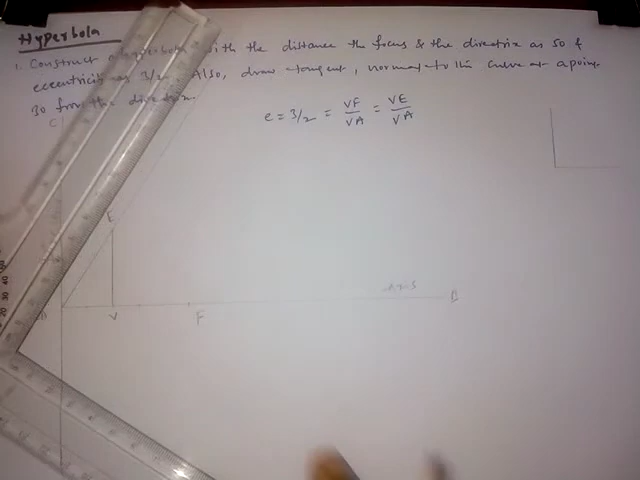 Hyperbola
1. Construct a hyperbola with the distance the focus & the directrix as 50 &
eccentricity as 3/2. Also, draw tangent, normal to the curve at a point
30 from the directrix
C
e = 3/2 = VF/VA = VE/VA
E
V
F
axis
B